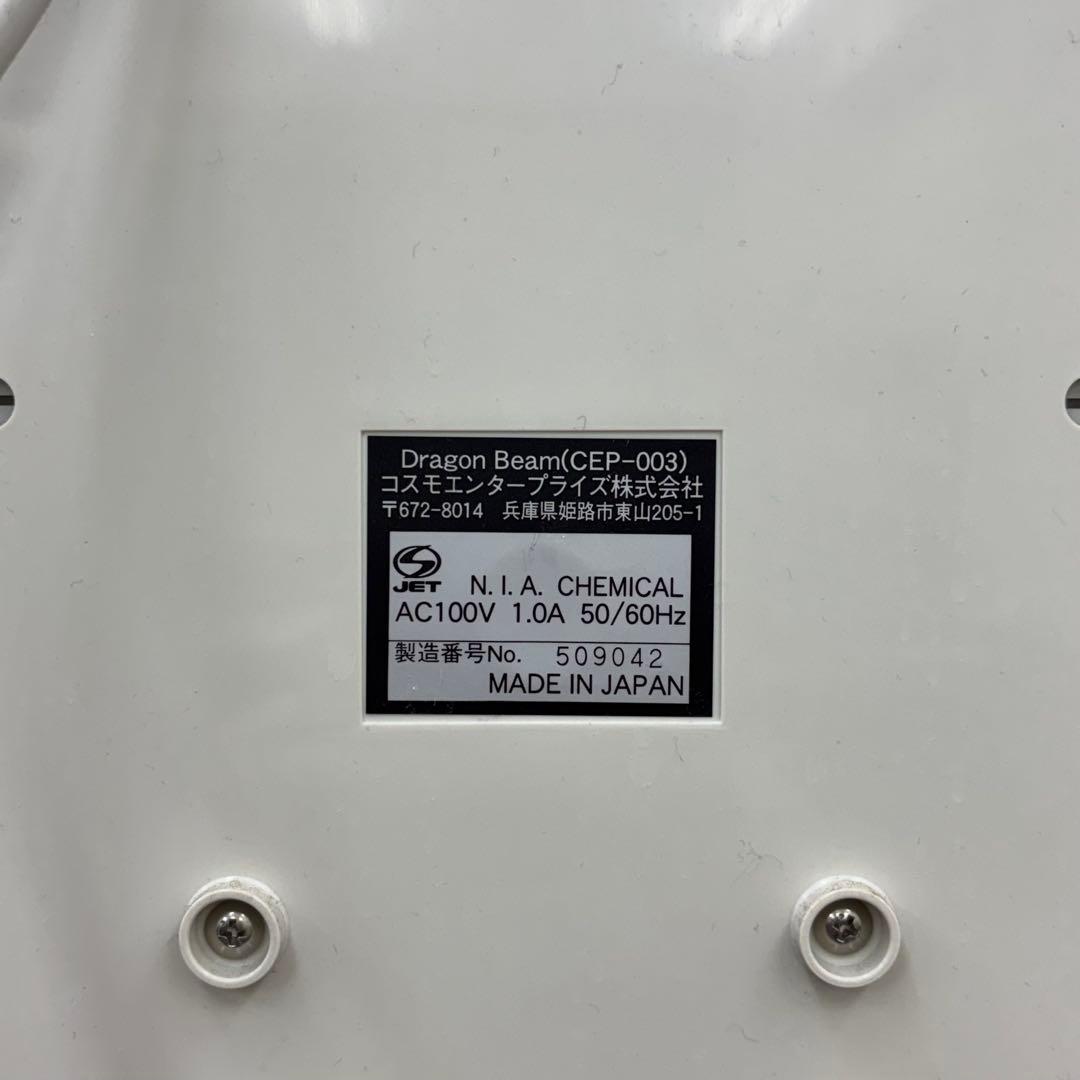 Dragon Beam(CEP-003)
コスモエンタープライズ株式会社
〒672-8014 兵庫県姫路市東山205-1
JET N.I.A. CHEMICAL
AC100V 1.0A 50/60Hz
製造番号No. 509042
MADE IN JAPAN